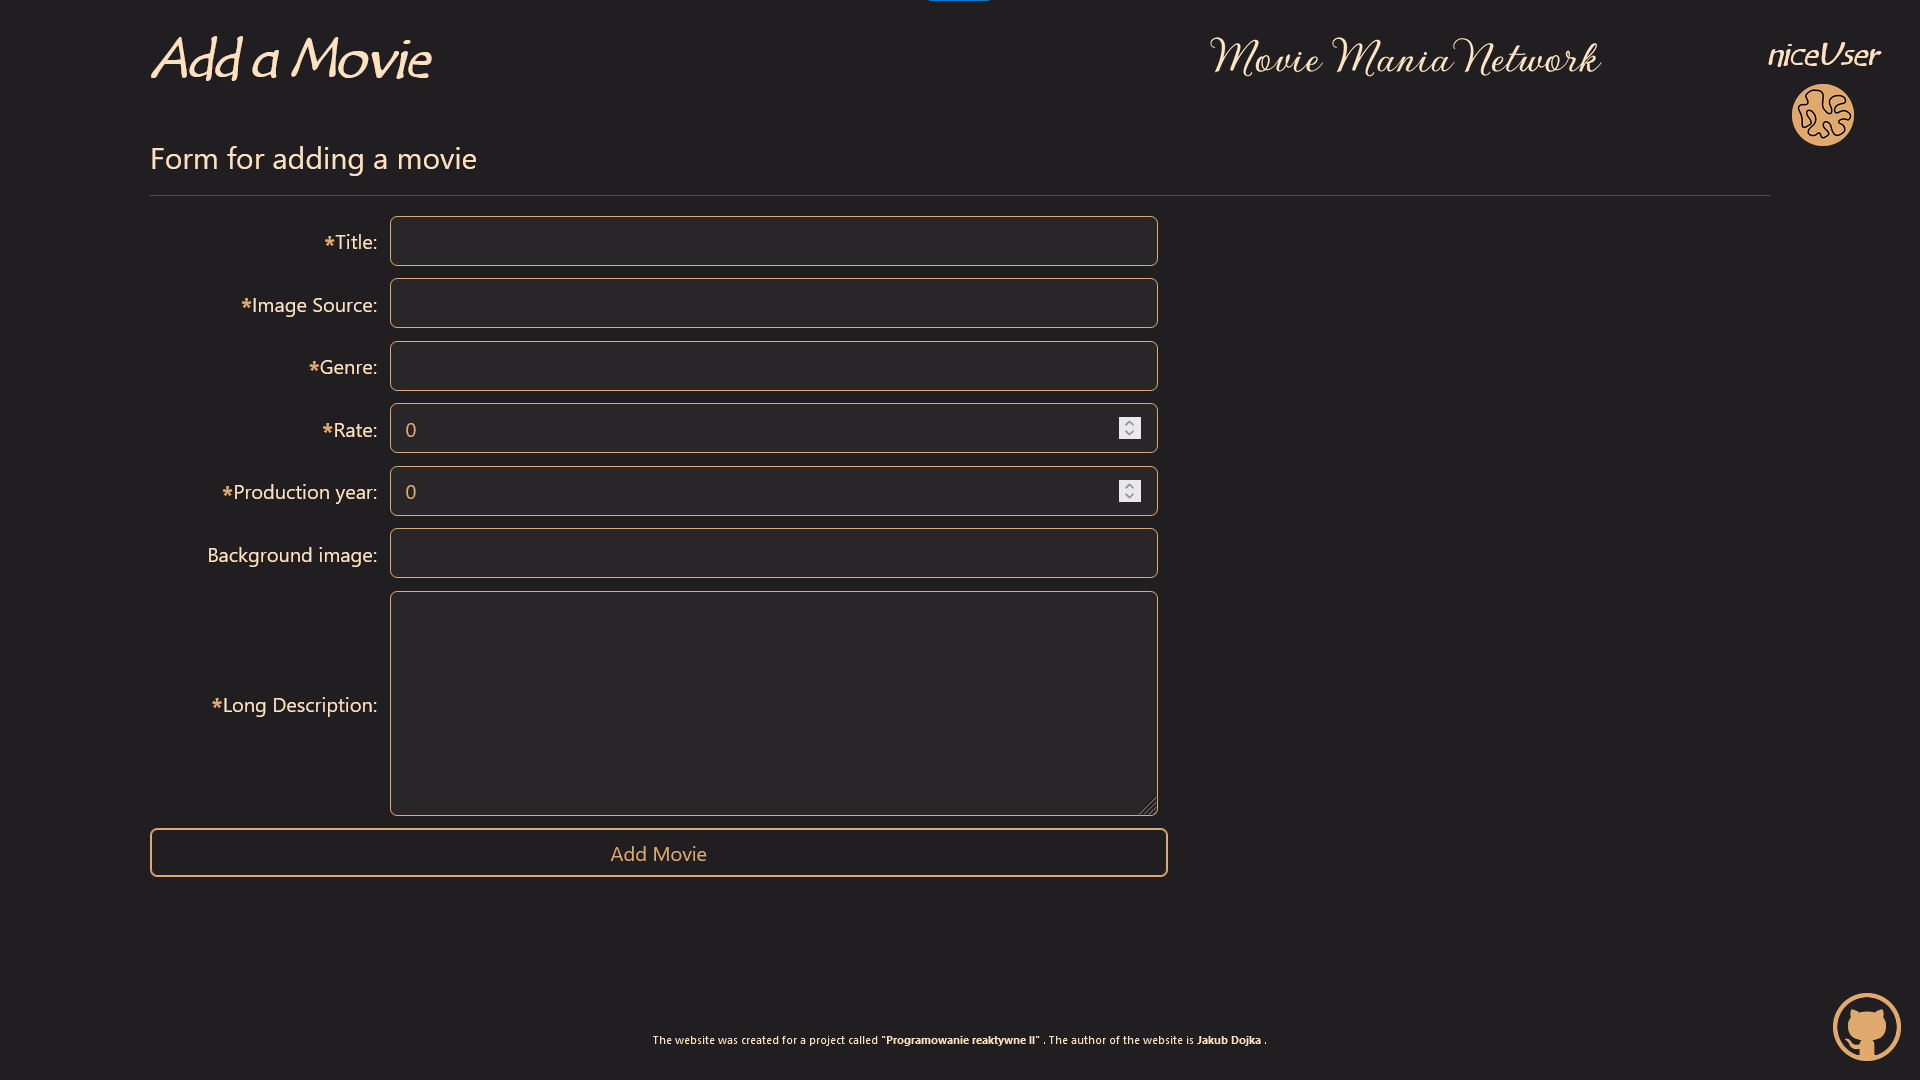 Add a Movie
Movie Mania Network
niceUser
Form for adding a movie
*Title:
*Image Source:
*Genre:
*Rate: 0
*Production year: 0
Background image:
*Long Description:
Add Movie
The website was created for a project called "Programowanie reaktywne II" . The author of the website is Jakub Dojka .